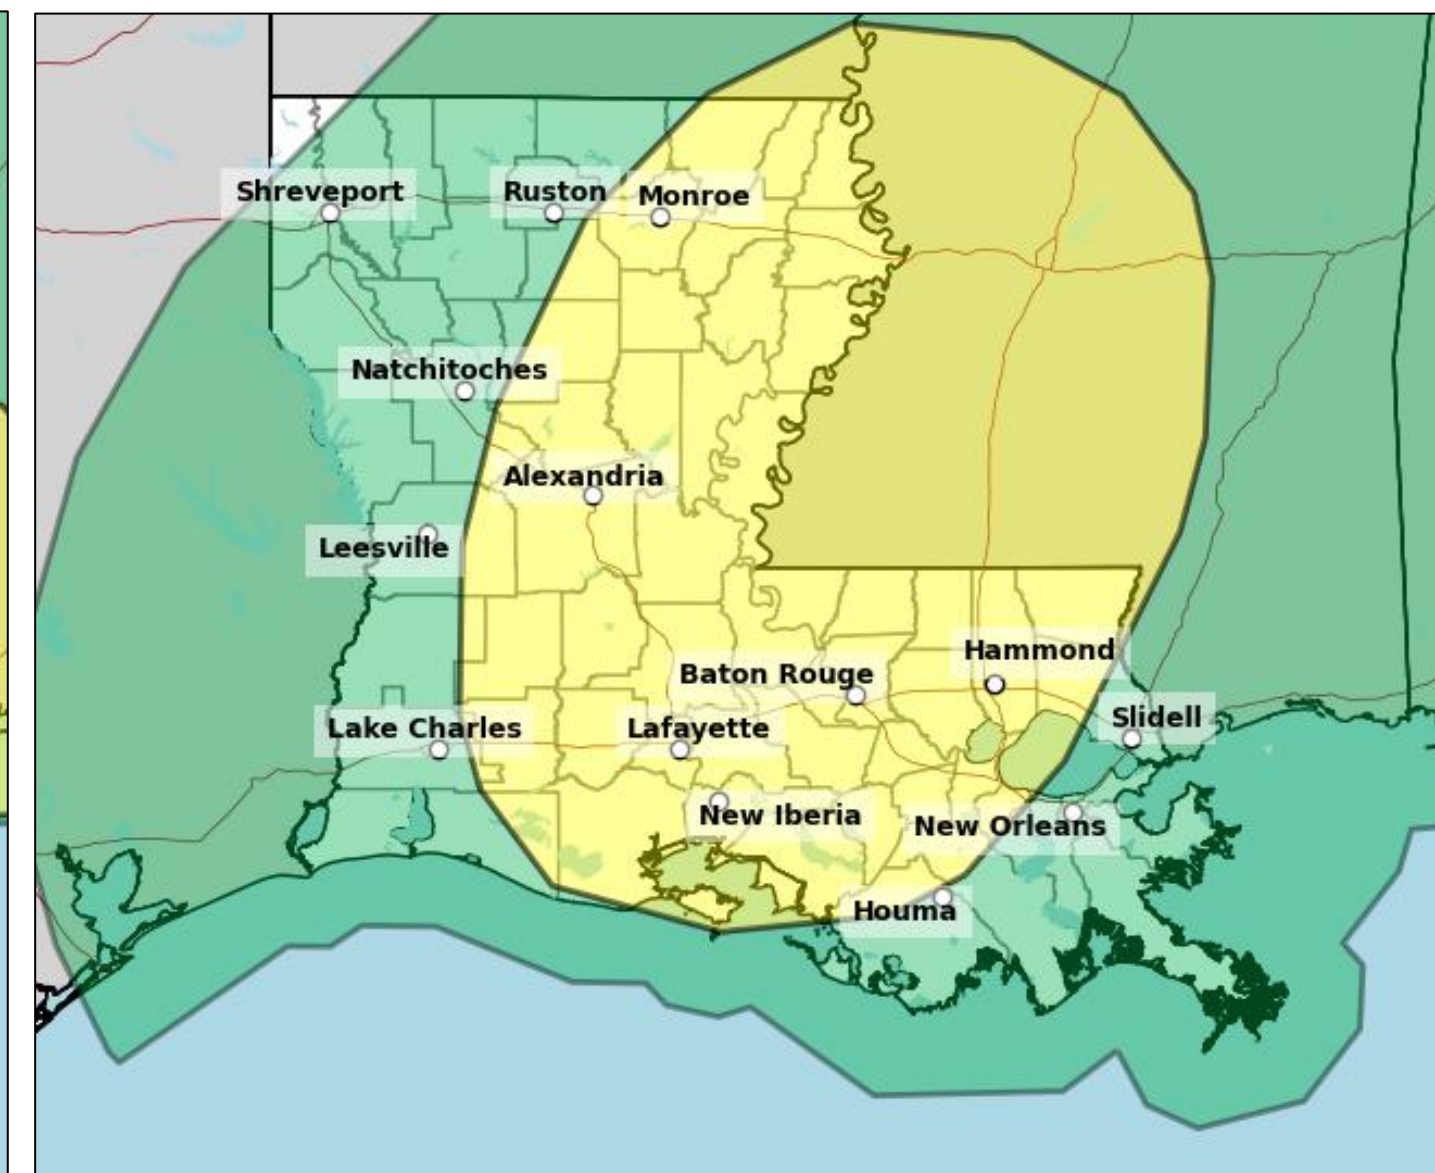 Shreveport
Ruston
Monroe
Natchitoches
Alexandria
Leesville
Hammond
Baton Rouge
Slidell
Lake Charles
Lafayette
New Iberia
New Orleans
Houma